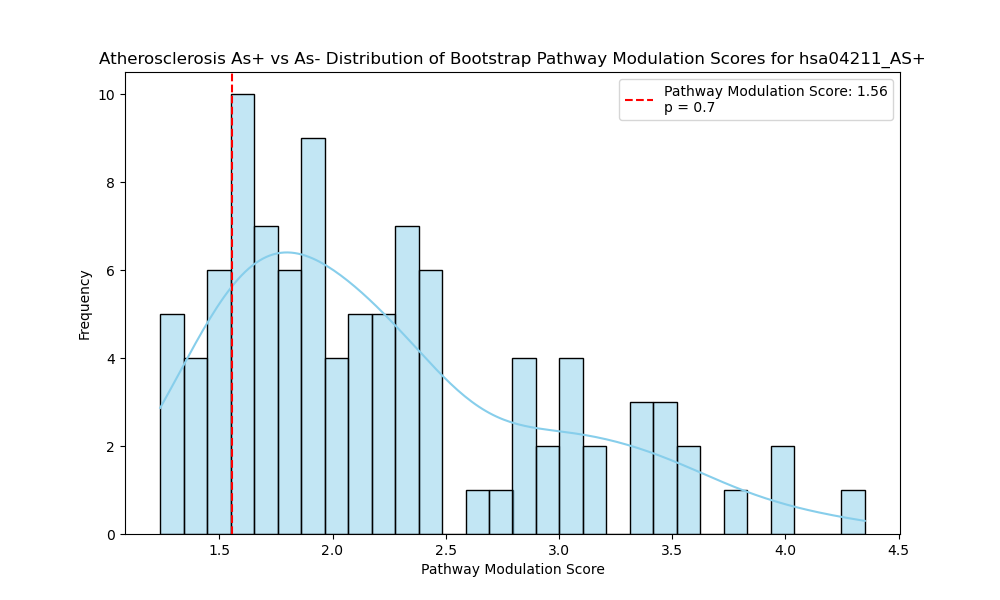 Atherosclerosis As+ vs As- Distribution of Bootstrap Pathway Modulation Scores for hsa04211_AS+
Pathway Modulation Score: 1.56
p = 0.7
Frequency
10
8
6
4
2
0
1.5 2.0 2.5 3.0 3.5 4.0 4.5
Pathway Modulation Score